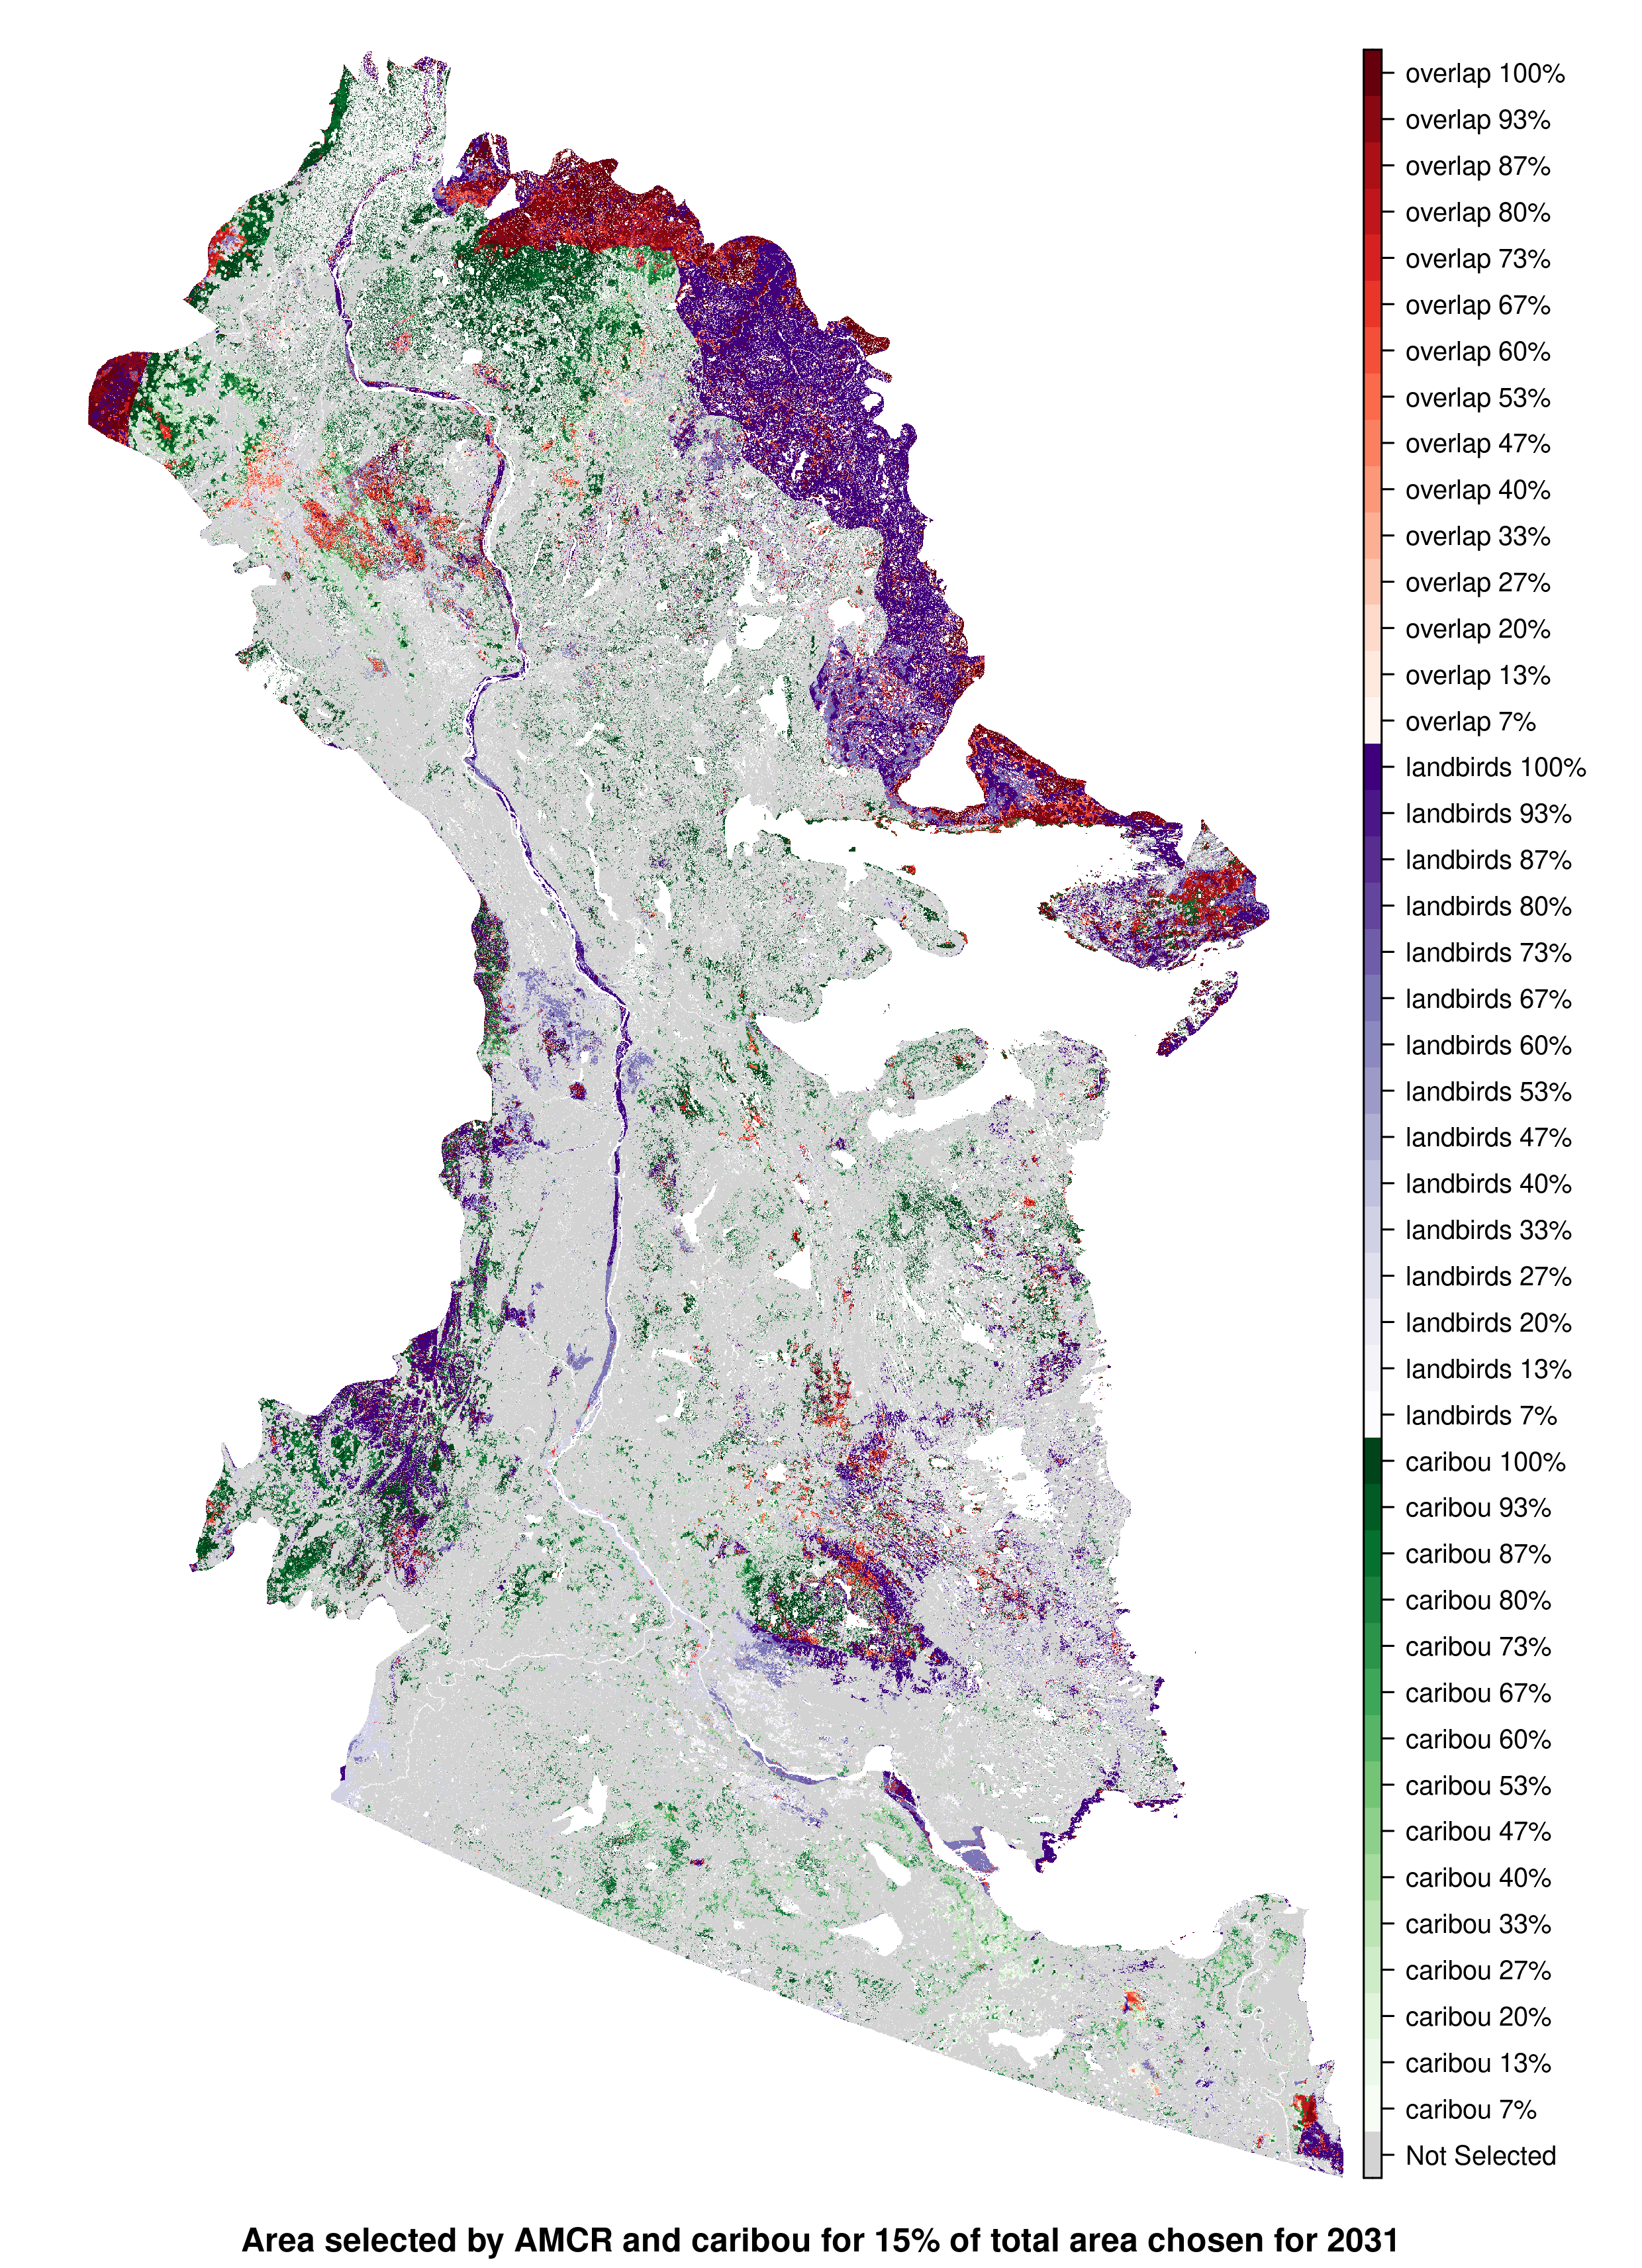 overlap 100%
overlap 93%
overlap 87%
overlap 80%
overlap 73%
overlap 67%
overlap 60%
overlap 53%
overlap 47%
overlap 40%
overlap 33%
overlap 27%
overlap 20%
overlap 13%
overlap 7%
landbirds 100%
landbirds 93%
landbirds 87%
landbirds 80%
landbirds 73%
landbirds 67%
landbirds 60%
landbirds 53%
landbirds 47%
landbirds 40%
landbirds 33%
landbirds 27%
landbirds 20%
landbirds 13%
landbirds 7%
caribou 100%
caribou 93%
caribou 87%
caribou 80%
caribou 73%
caribou 67%
caribou 60%
caribou 53%
caribou 47%
caribou 40%
caribou 33%
caribou 27%
caribou 20%
caribou 13%
caribou 7%
Not Selected
Area selected by AMCR and caribou for 15% of total area chosen for 2031